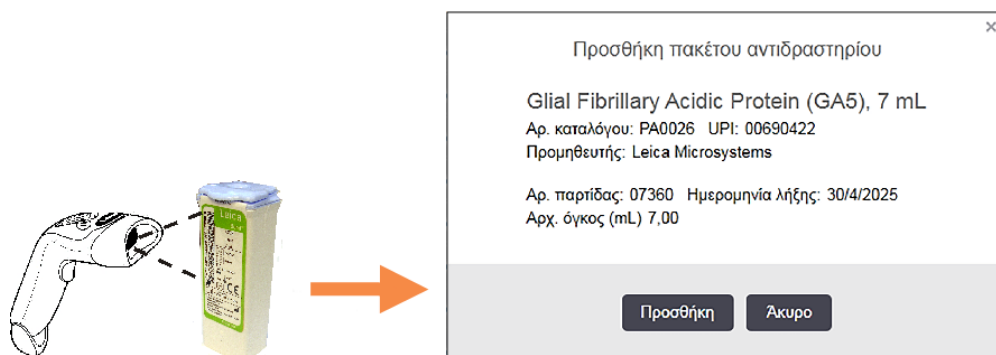 ×
Προσθήκη πακέτου αντιδραστηρίου
Glial Fibrillary Acidic Protein (GA5), 7 mL
Αρ. καταλόγου: PA0026 UPI: 00690422
Προμηθευτής: Leica Microsystems
Αρ. παρτίδας: 07360 Ημερομηνία λήξης: 30/4/2025
Αρχ. όγκος (mL) 7,00
Προσθήκη Άκυρο
Leica
CE